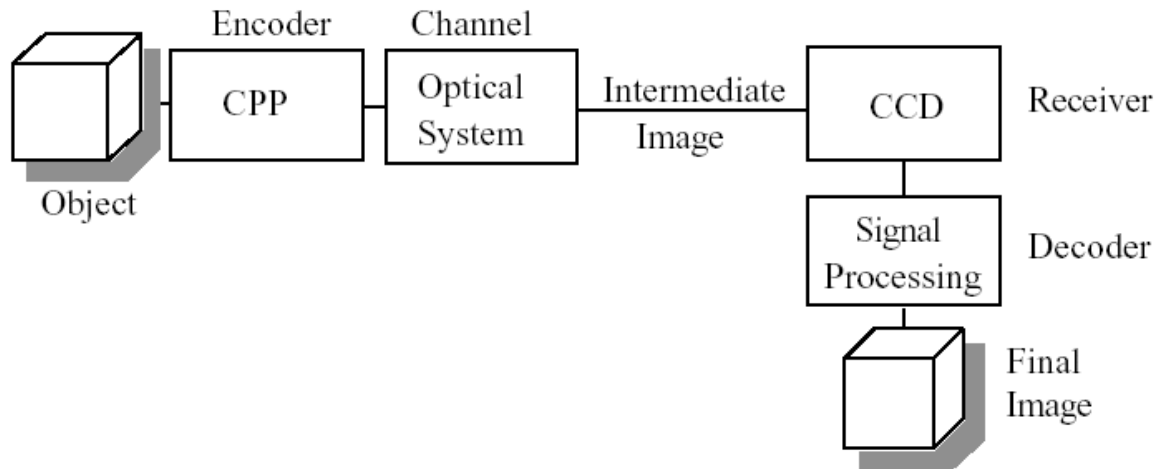 Encoder
Channel
CPP
Optical
System
Intermediate
Image
CCD
Receiver
Object
Signal
Processing
Decoder
Final
Image